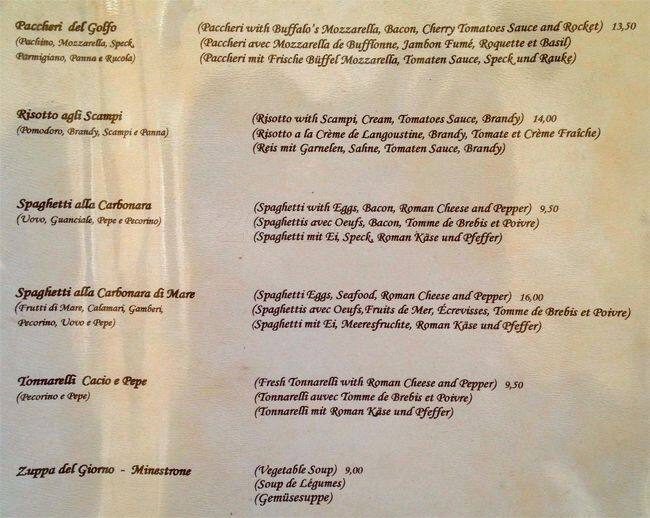 Paccheri del Golfo (Paccheri with Buffalo's Mozzarella, Bacon, Cherry Tomatoes Sauce and Rocket) 13,50
(Pachino, Mozzarella, Speck, (Paccheri avec Mozzarella de Bufflonne, Jambon Fumé, Roquette et Basil)
Parmigiano, Panna e Rucola) (Paccheri mit Frische Büffel Mozzarella, Tomaten Sauce, Speck und Rauke)
Risotto agli Scampi (Risotto with Scampi, Cream, Tomatoes Sauce, Brandy) 14,00
(Pomodoro, Brandy, Scampi e Panna) (Risotto a la Crème de Langoustine, Brandy, Tomate et Crème Fraîche)
(Reis mit Garnelen, Sahne, Tomaten Sauce, Brandy)
Spaghetti alla Carbonara (Spaghetti with Eggs, Bacon, Roman Cheese and Pepper) 9,50
(Uovo, Guanciale, Pepe e Pecorino) (Spaghettis avec Oeufs, Bacon, Tomme de Brebis et Poivre)
(Spaghetti mit Ei, Speck, Roman Käse und Pfeffer)
Spaghetti alla Carbonara di Mare (Spaghetti Eggs, Seafood, Roman Cheese and Pepper) 16,00
(Frutti di Mare, Calamari, Gamberi, (Spaghettis avec Oeufs,Fruits de Mer, Écrevisses, Tomme de Brebis et Poivre)
Pecorino, Uovo e Pepe) (Spaghetti mit Ei, Meeresfruchte, Roman Käse und Pfeffer)
Tonnarelli Cacio e Pepe (Fresh Tonnarelli with Roman Cheese and Pepper) 9,50
(Pecorino e Pepe) (Tonnarelli auvec Tomme de Brebis et Poivre)
(Tonnarelli mit Roman Käse und Pfeffer)
Zuppa del Giorno - Minestrone (Vegetable Soup) 9,00
(Soup de Légumes)
(Gemüsesuppe)